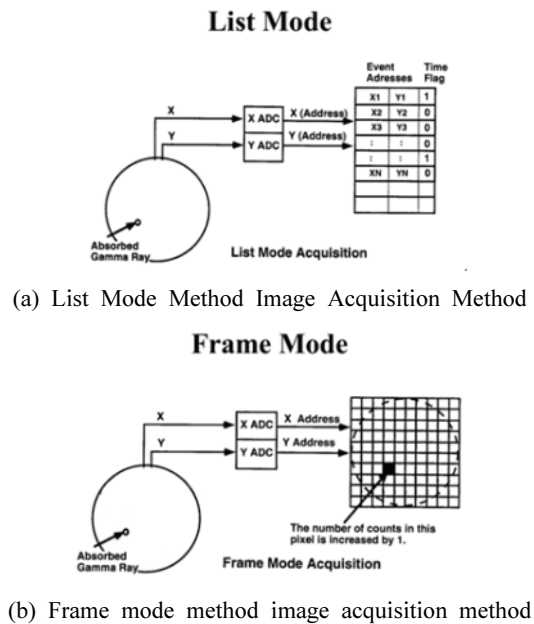 List Mode
Event Time
Adresses Flag
X X1 Y1 1
X ADC X (Address) X2 Y2 0
Y X3 Y3 0
Y ADC Y (Address) : : 0
: : 1
XN YN 0
Absorbed
Gamma Ray
List Mode Acquisition
(a) List Mode Method Image Acquisition Method
Frame Mode
X X ADC X Address
Y Y ADC Y Address
The number of counts in this
pixel is increased by 1.
Absorbed
Gamma Ray
Frame Mode Acquisition
(b) Frame mode method image acquisition method